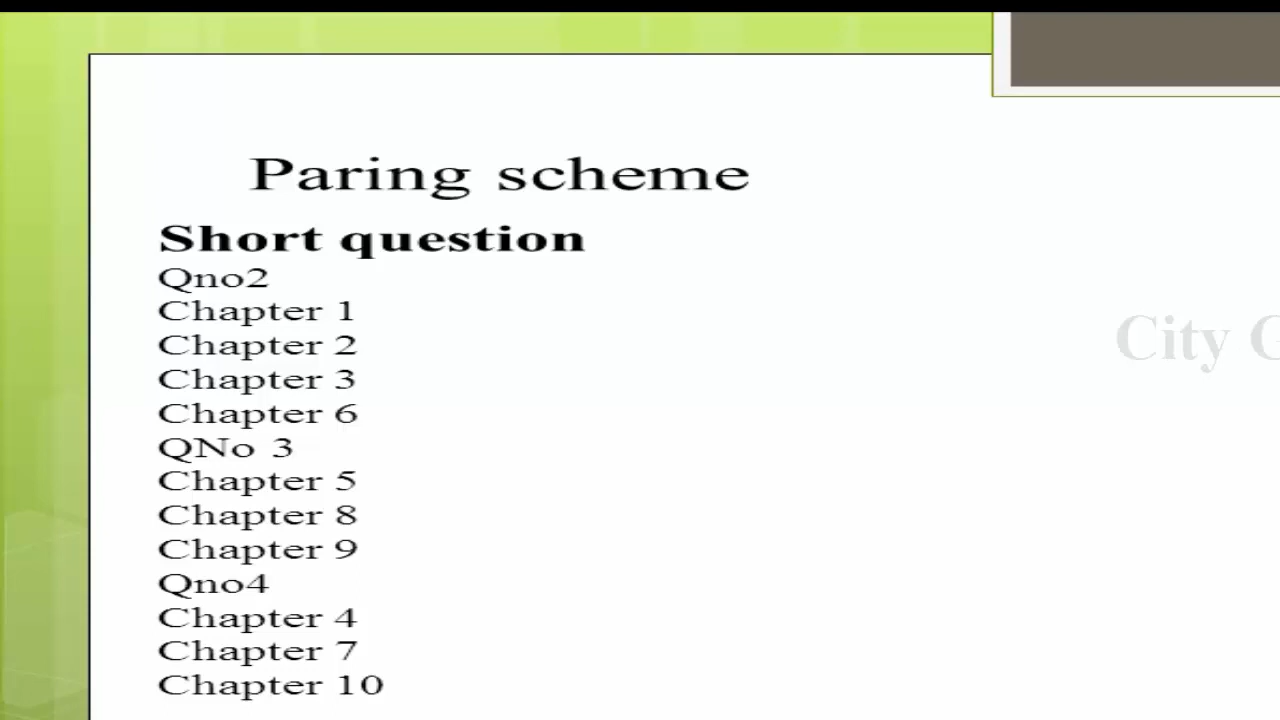 Paring scheme
Short question
Qno2
Chapter 1
Chapter 2
Chapter 3
Chapter 6
QNo 3
Chapter 5
Chapter 8
Chapter 9
Qno4
Chapter 4
Chapter 7
Chapter 10
City